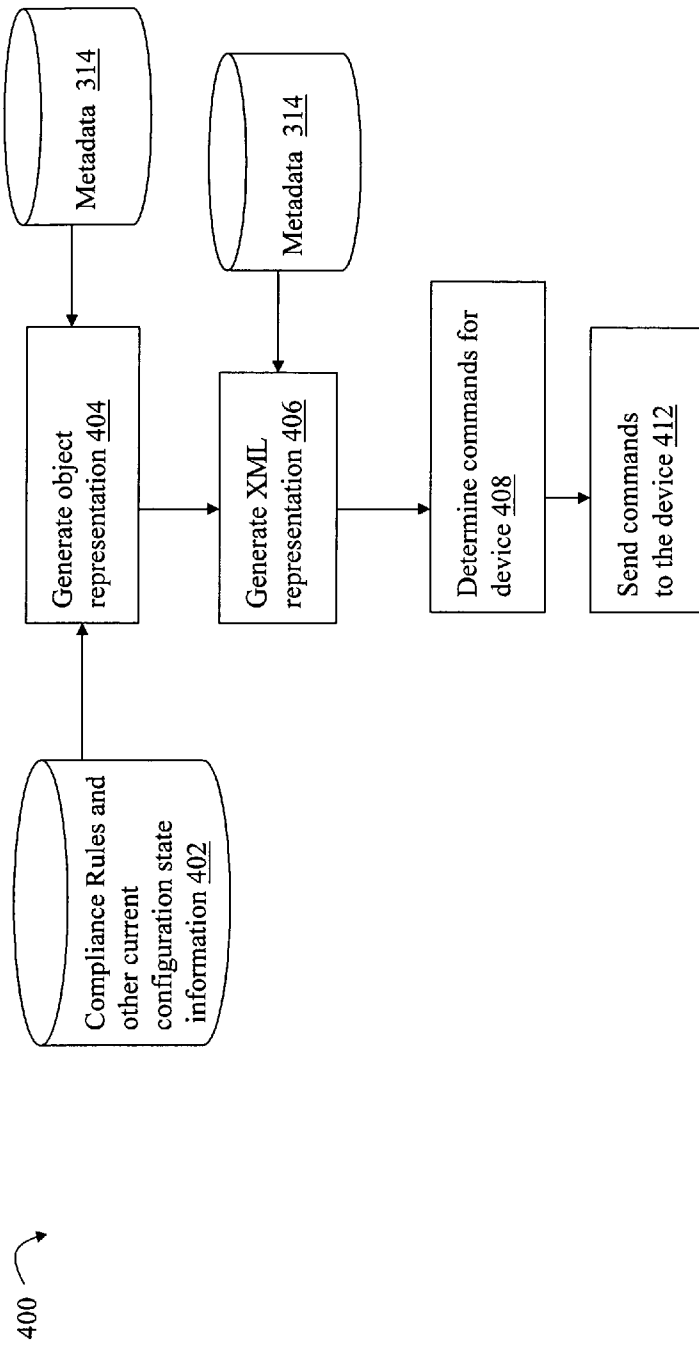 400
Compliance Rules and
other current
configuration state
information 402
Generate object
representation 404
Metadata 314
Generate XML
representation 406
Metadata 314
Determine commands for
device 408
Send commands
to the device 412